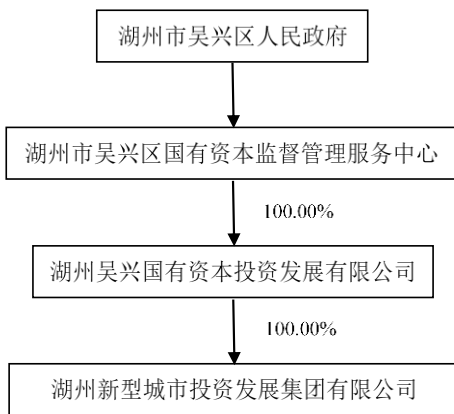 湖州市吴兴区人民政府
湖州市吴兴区国有资本监督管理服务中心
100.00%
湖州吴兴国有资本投资发展有限公司
100.00%
湖州新型城市投资发展集团有限公司